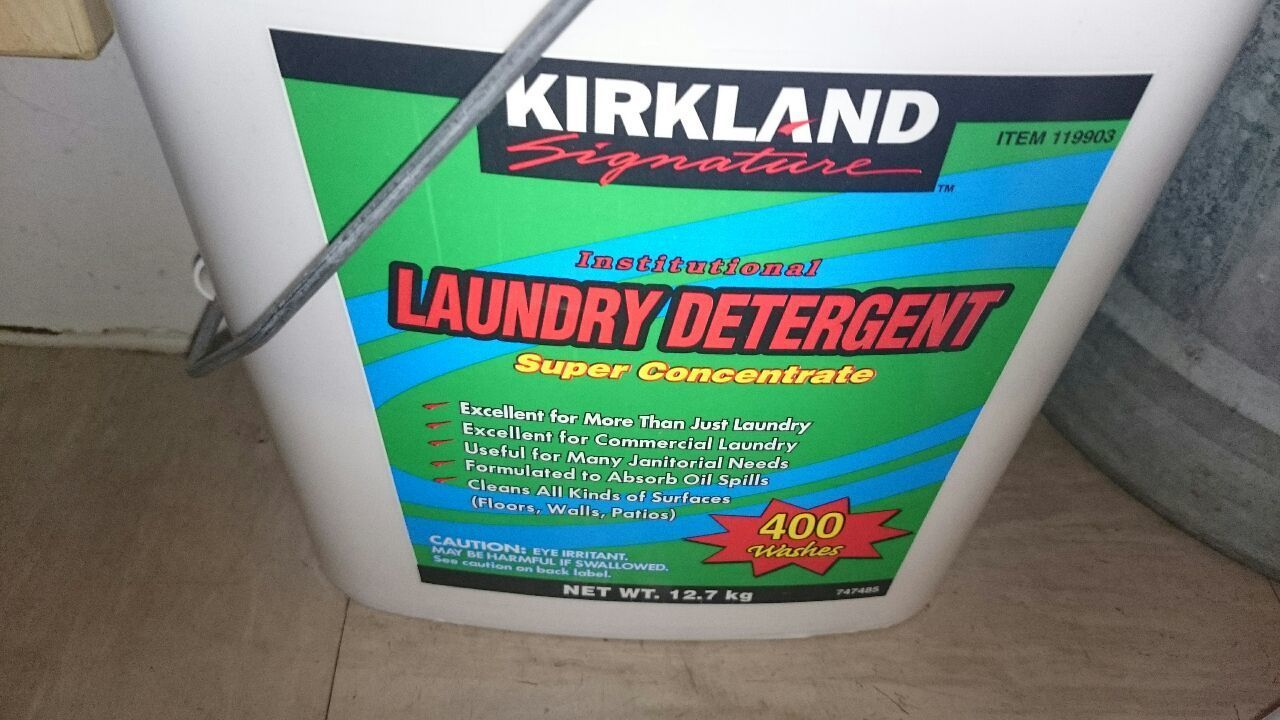 KIRKLAND
Signature
TM
ITEM 119903
Institutional
LAUNDRY DETERGENT
Super Concentrate
Excellent for More Than Just Laundry
Excellent for Commercial Laundry
Useful for Many Janitorial Needs
Formulated to Absorb Oil Spills
Cleans All Kinds of Surfaces
(Floors, Walls, Patios)
400
Washes
CAUTION: EYE IRRITANT.
MAY BE HARMFUL IF SWALLOWED.
See caution on back label.
NET WT. 12.7 kg
747485